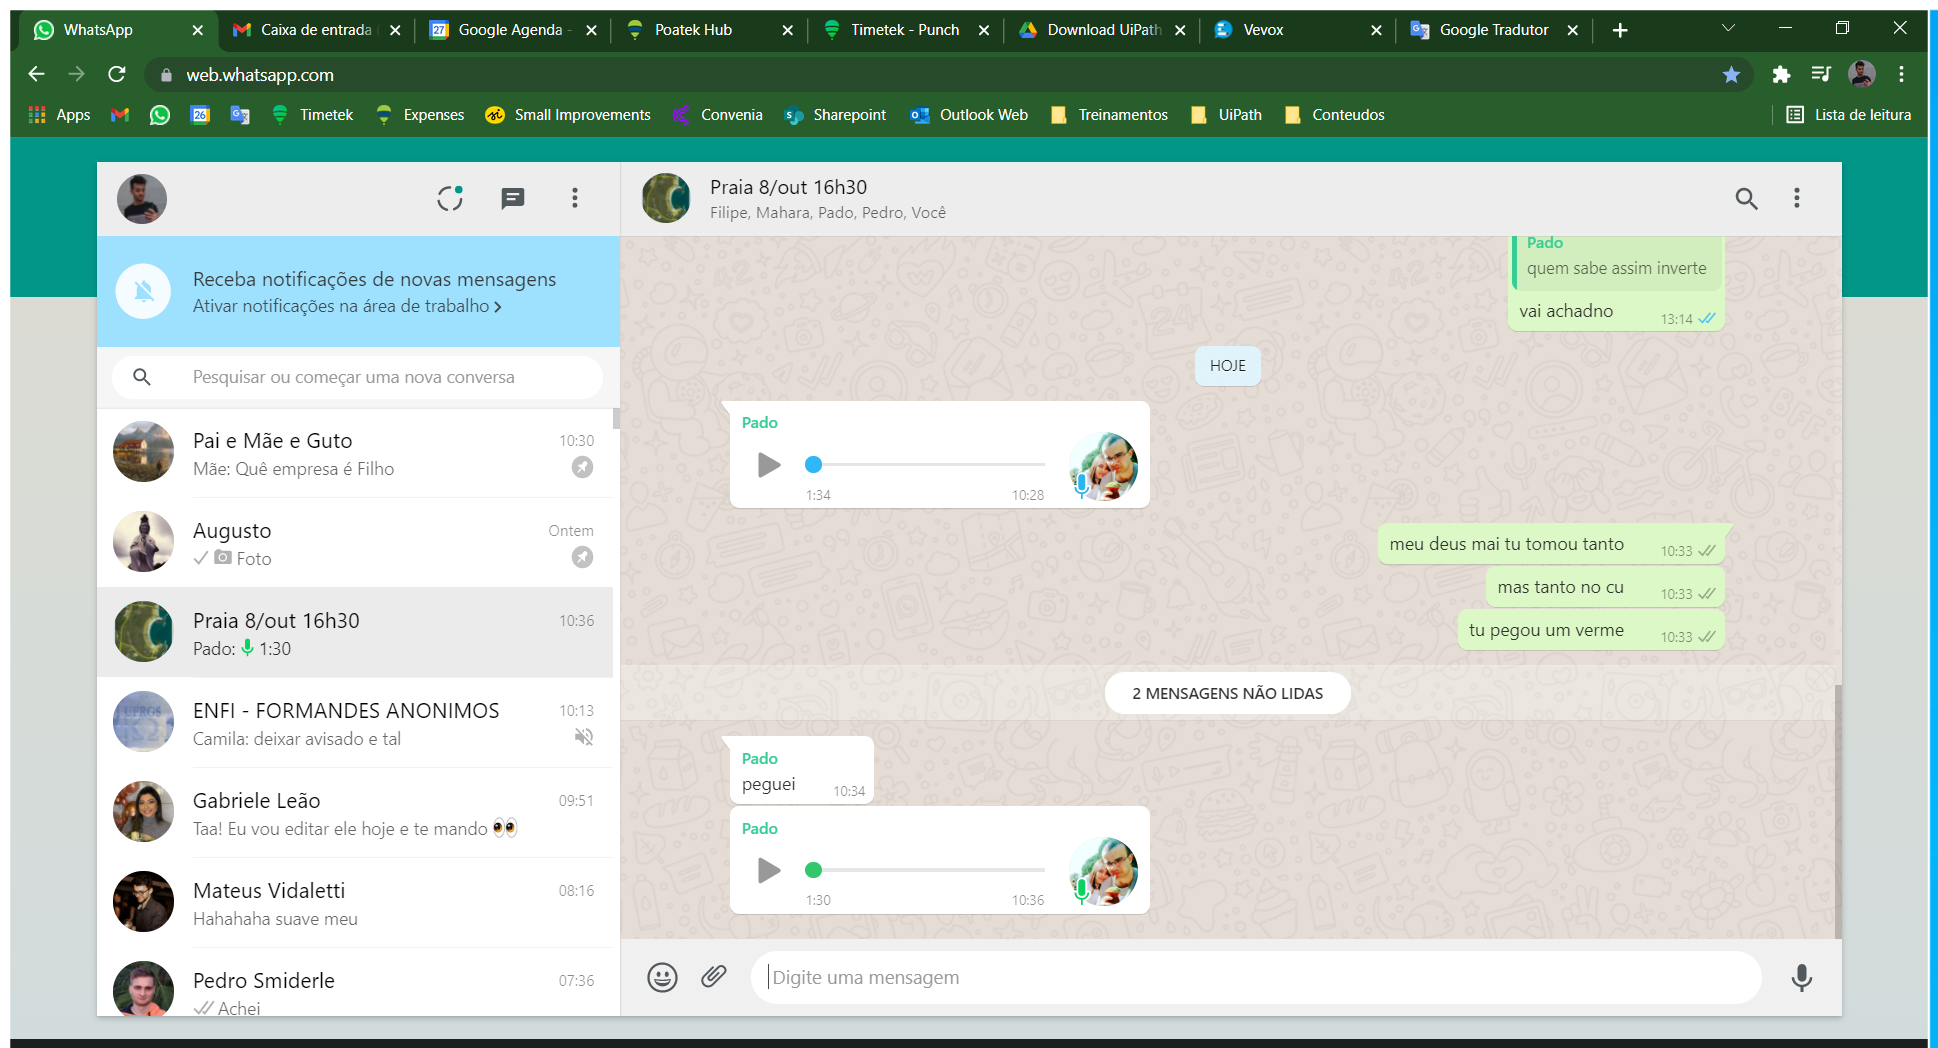 WhatsApp
Caixa de entrada
Google Agenda -
Poatek Hub
Timetek - Punch
Download UiPath
Vevox
Google Tradutor
web.whatsapp.com
Apps
26
Timetek
Expenses
Small Improvements
Convenia
Sharepoint
Outlook Web
Treinamentos
UiPath
Conteudos
Lista de leitura
Receba notificações de novas mensagens
Ativar notificações na área de trabalho
Pesquisar ou começar uma nova conversa
Pai e Mãe e Guto 10:30
Mãe: Quê empresa é Filho
Augusto Ontem
Foto
Praia 8/out 16h30 10:36
Pado: 1:30
ENFI - FORMANDES ANONIMOS 10:13
Camila: deixar avisado e tal
Gabriele Leão 09:51
Taa! Eu vou editar ele hoje e te mando 👀
Mateus Vidaletti 08:16
Hahahaha suave meu
Pedro Smiderle 07:36
Achei
Praia 8/out 16h30
Filipe, Mahara, Pado, Pedro, Você
Pado
quem sabe assim inverte
vai achadno 13:14
HOJE
Pado
1:34 10:28
meu deus mai tu tomou tanto 10:33
mas tanto no cu 10:33
tu pegou um verme 10:33
2 MENSAGENS NÃO LIDAS
Pado
peguei 10:34
Pado
1:30 10:36
Digite uma mensagem